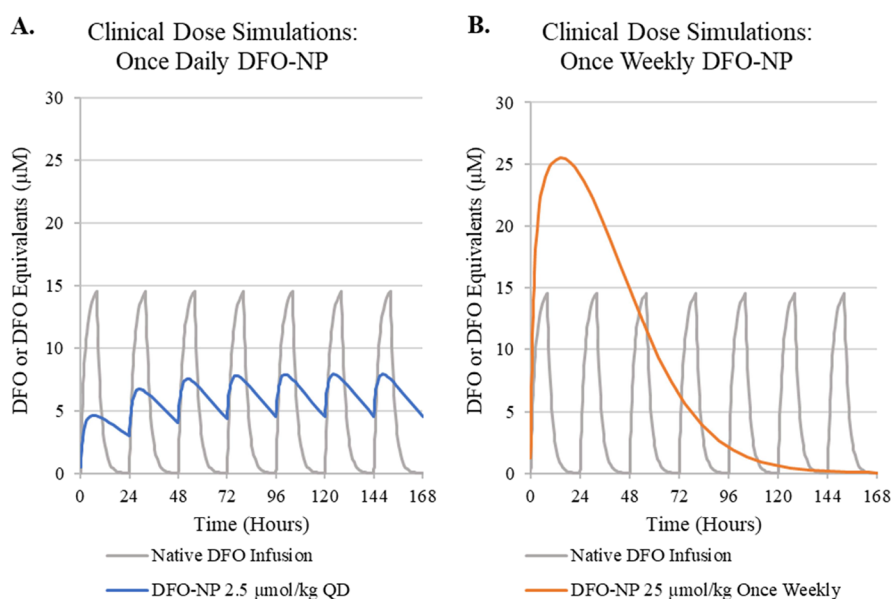 A.
Clinical Dose Simulations:
Once Daily DFO-NP
DFO or DFO Equivalents (µM)
30
25
20
15
10
5
0
0 24 48 72 96 120 144 168
Time (Hours)
Native DFO Infusion
DFO-NP 2.5 µmol/kg QD
B.
Clinical Dose Simulations:
Once Weekly DFO-NP
DFO or DFO Equivalents (µM)
30
25
20
15
10
5
0
0 24 48 72 96 120 144 168
Time (Hours)
Native DFO Infusion
DFO-NP 25 µmol/kg Once Weekly